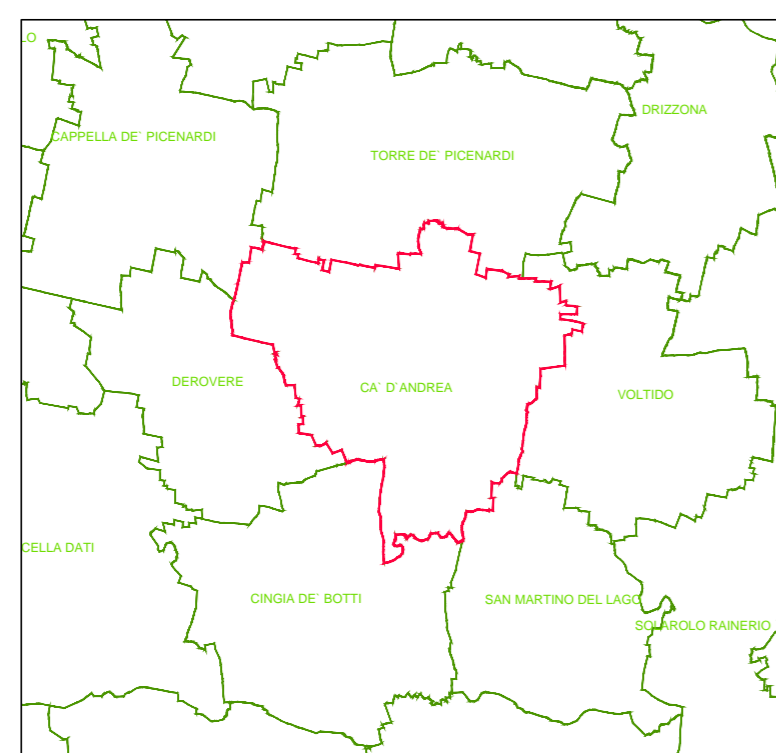 LO
DRIZZONA
CAPPELLA DE` PICENARDI
TORRE DE` PICENARDI
DEROVERE
CA` D`ANDREA
VOLTIDO
CELLA DATI
CINGIA DE` BOTTI
SAN MARTINO DEL LAGO
SOLAROLO RAINERIO